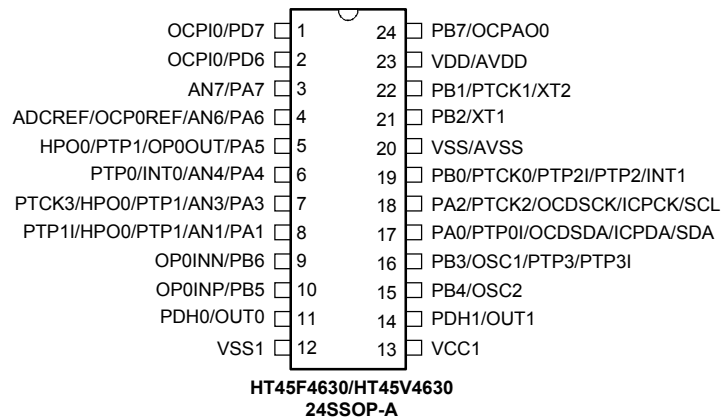 OCPI0/PD7 1 24 PB7/OCPAO0
OCPI0/PD6 2 23 VDD/AVDD
AN7/PA7 3 22 PB1/PTCK1/XT2
ADCREF/OCP0REF/AN6/PA6 4 21 PB2/XT1
HPO0/PTP1/OP0OUT/PA5 5 20 VSS/AVSS
PTP0/INT0/AN4/PA4 6 19 PB0/PTCK0/PTP2I/PTP2/INT1
PTCK3/HPO0/PTP1/AN3/PA3 7 18 PA2/PTCK2/OCDSCK/ICPCK/SCL
PTP1I/HPO0/PTP1/AN1/PA1 8 17 PA0/PTP0I/OCDSDA/ICPDA/SDA
OP0INN/PB6 9 16 PB3/OSC1/PTP3/PTP3I
OP0INP/PB5 10 15 PB4/OSC2
PDH0/OUT0 11 14 PDH1/OUT1
VSS1 12 13 VCC1
HT45F4630/HT45V4630
24SSOP-A